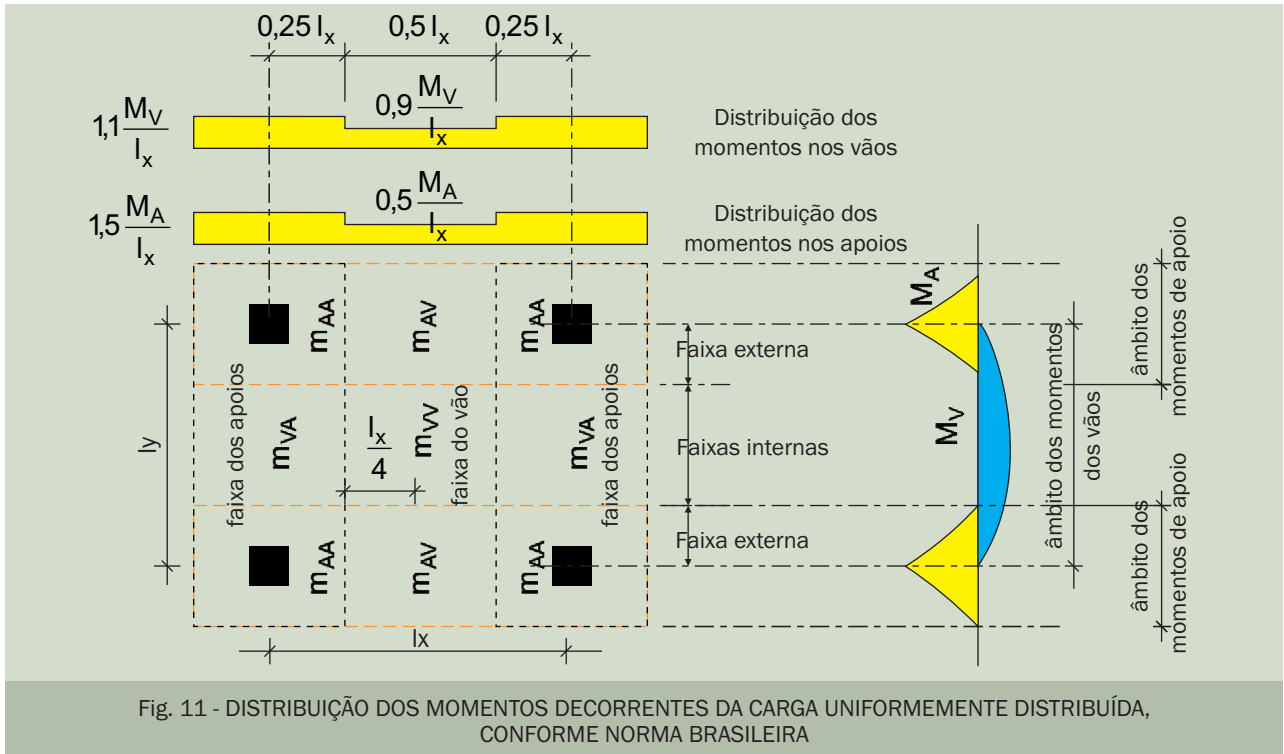 0,25 lx 0,5 lx 0,25 lx
1,1 MV/lx
0,9 MV/lx
Distribuição dos
momentos nos vãos
1,5 MA/lx
0,5 MA/lx
Distribuição dos
momentos nos apoios
mAA
mAV
mAA
MA
Faixa externa
âmbito dos
momentos de apoio
ly
faixa dos apoios
mVA
lx/4
mVV
faixa do vão
mVA
faixa dos apoios
Faixas internas
MV
âmbito dos momentos
dos vãos
mAA
mAV
mAA
Faixa externa
âmbito dos
momentos de apoio
lx
Fig. 11 - DISTRIBUIÇÃO DOS MOMENTOS DECORRENTES DA CARGA UNIFORMEMENTE DISTRIBUÍDA,
CONFORME NORMA BRASILEIRA